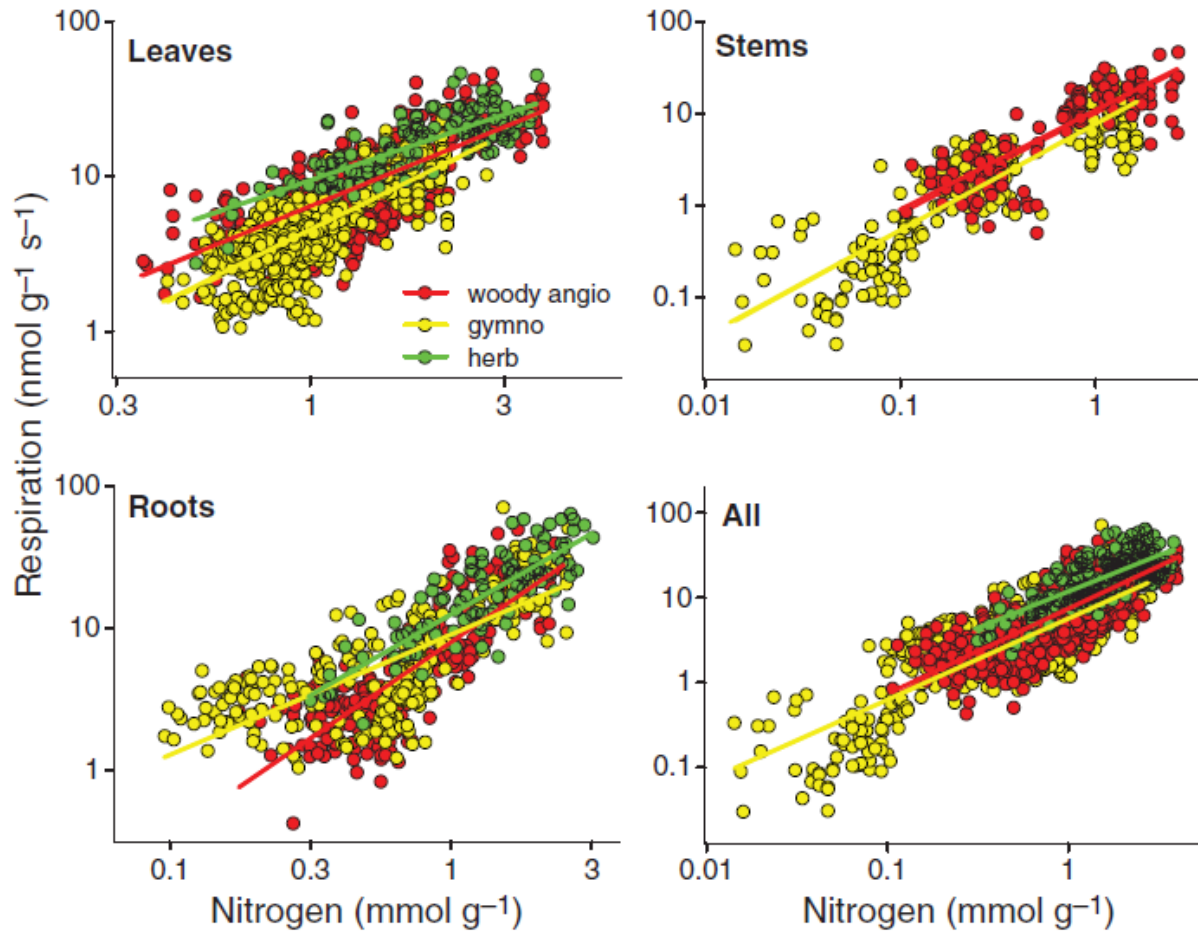 Leaves
100
10
1
0.3
1
3
woody angio
gymno
herb
Stems
100
10
1
0.1
0.01
0.1
1
Roots
100
10
1
0.1
0.3
1
3
All
100
10
1
0.1
0.01
0.1
1
Respiration (nmol g⁻¹ s⁻¹)
Nitrogen (mmol g⁻¹)
Nitrogen (mmol g⁻¹)